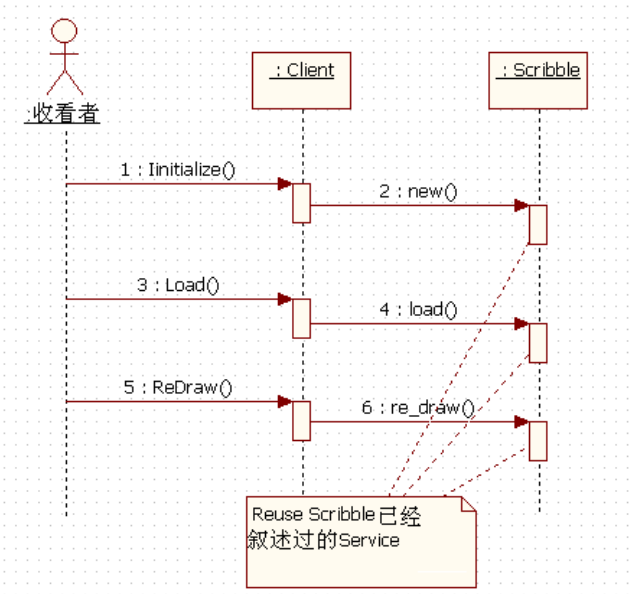 : Client
: Scribble
:收看者
1 : Iinitialize()
2 : new()
3 : Load()
4 : load()
5 : ReDraw()
6 : re_draw()
Reuse Scribble已经
叙述过的Service